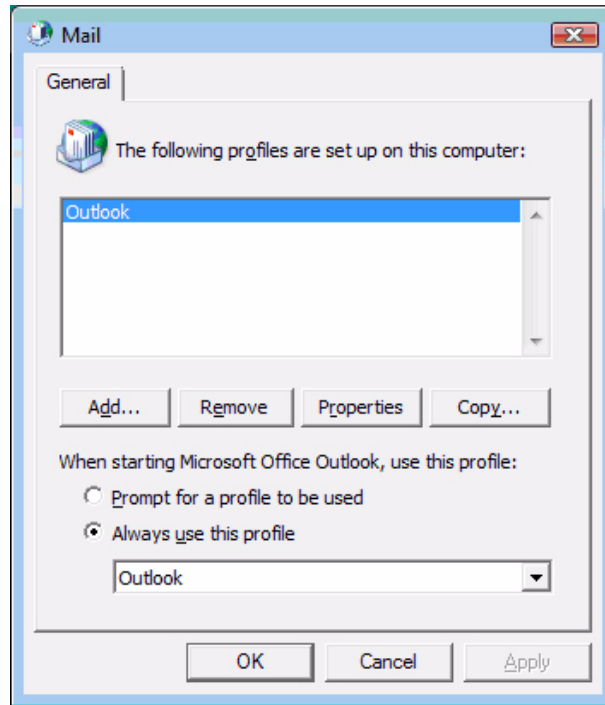 Mail
General
The following profiles are set up on this computer:
Outlook
Add...
Remove
Properties
Copy...
When starting Microsoft Office Outlook, use this profile:
Prompt for a profile to be used
Always use this profile
Outlook
OK
Cancel
Apply